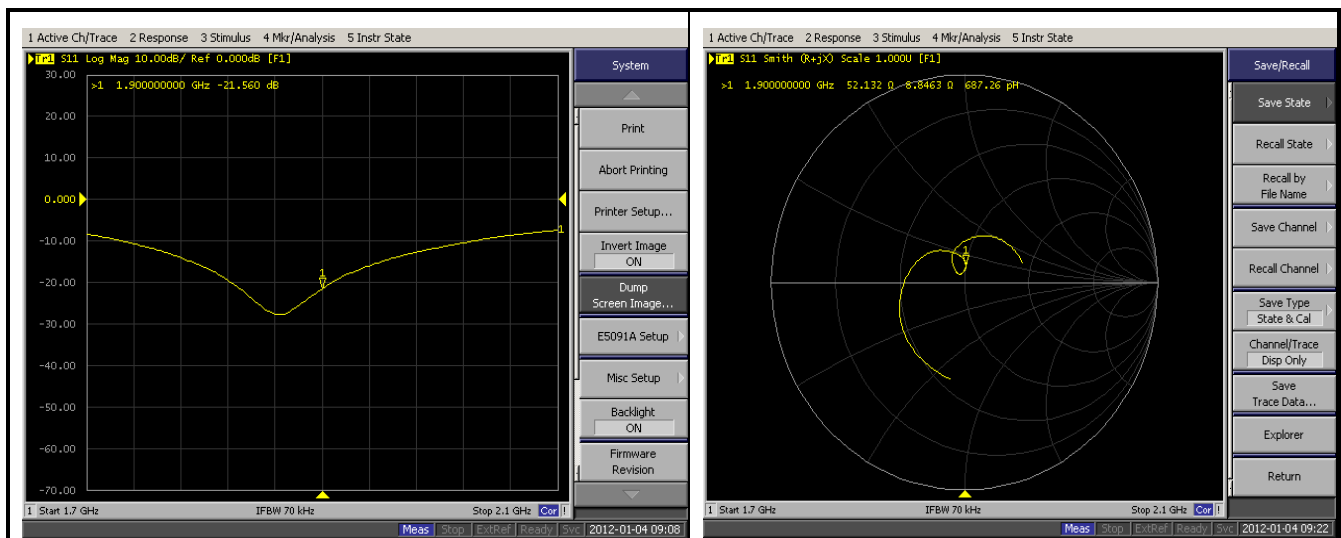 1 Active Ch/Trace 2 Response 3 Stimulus 4 Mkr/Analysis 5 Instr State
Tr1 S11 Log Mag 10.00dB/ Ref 0.000dB [F1]
>1 1.900000000 GHz -21.560 dB
30.00
20.00
10.00
0.000
-10.00
-20.00
-30.00
-40.00
-50.00
-60.00
-70.00
1
1
System
Print
Abort Printing
Printer Setup...
Invert Image
ON
Dump
Screen Image...
E5091A Setup
Misc Setup
Backlight
ON
Firmware
Revision
1 Start 1.7 GHz IFBW 70 kHz Stop 2.1 GHz Cor !
Meas Stop ExtRef Ready Svc 2012-01-04 09:08
1 Active Ch/Trace 2 Response 3 Stimulus 4 Mkr/Analysis 5 Instr State
Tr1 S11 Smith (R+jX) Scale 1.000U [F1]
>1 1.900000000 GHz 52.132 Ω 8.8463 Ω 687.26 pH
1
Save/Recall
Save State
Recall State
Recall by
File Name
Save Channel
Recall Channel
Save Type
State & Cal
Channel/Trace
Disp Only
Save
Trace Data...
Explorer
Return
1 Start 1.7 GHz IFBW 70 kHz Stop 2.1 GHz Cor !
Meas Stop ExtRef Ready Svc 2012-01-04 09:22